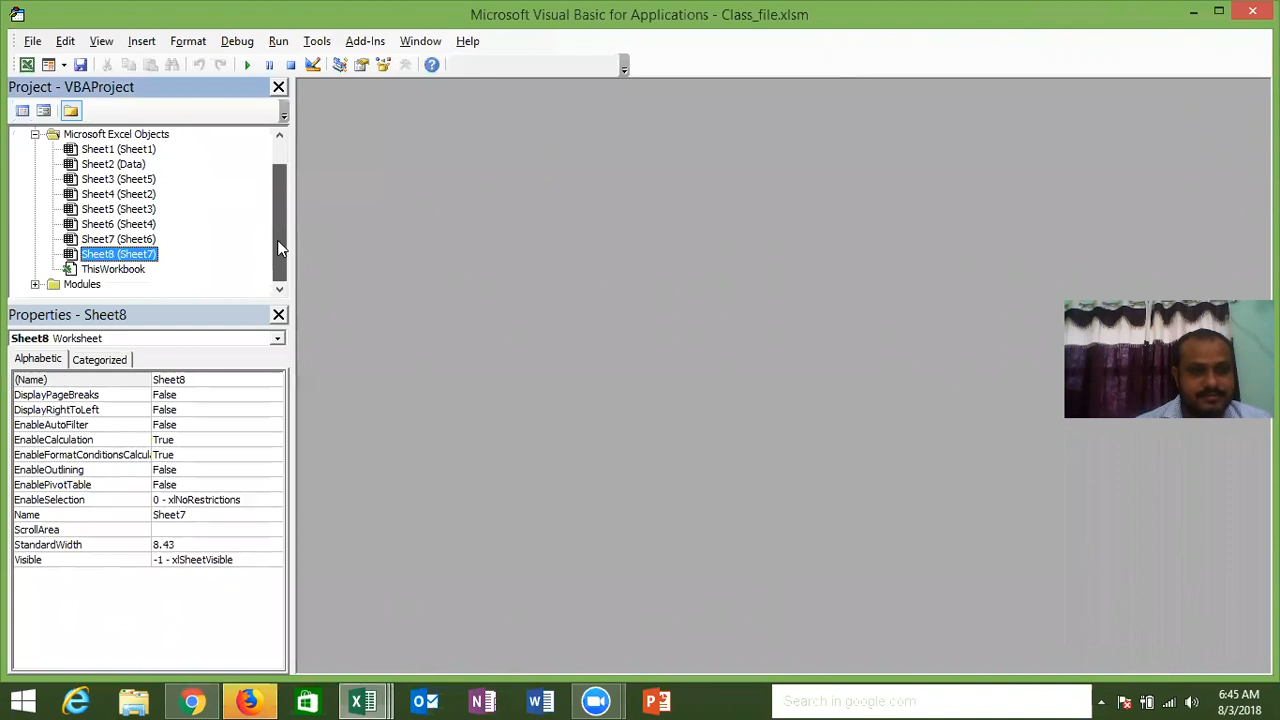 Microsoft Visual Basic for Applications - Class_file.xlsm
File Edit View Insert Format Debug Run Tools Add-Ins Window Help
Project - VBAProject
Microsoft Excel Objects
Sheet1 (Sheet1)
Sheet2 (Data)
Sheet3 (Sheet5)
Sheet4 (Sheet2)
Sheet5 (Sheet3)
Sheet6 (Sheet4)
Sheet7 (Sheet6)
Sheet8 (Sheet7)
ThisWorkbook
Modules
Properties - Sheet8
Sheet8 Worksheet
Alphabetic Categorized
(Name) Sheet8
DisplayPageBreaks False
DisplayRightToLeft False
EnableAutoFilter False
EnableCalculation True
EnableFormatConditionsCalcula True
EnableOutlining False
EnablePivotTable False
EnableSelection 0 - xlNoRestrictions
Name Sheet7
ScrollArea
StandardWidth 8.43
Visible -1 - xlSheetVisible
Search in google.com
6:45 AM
8/3/2018